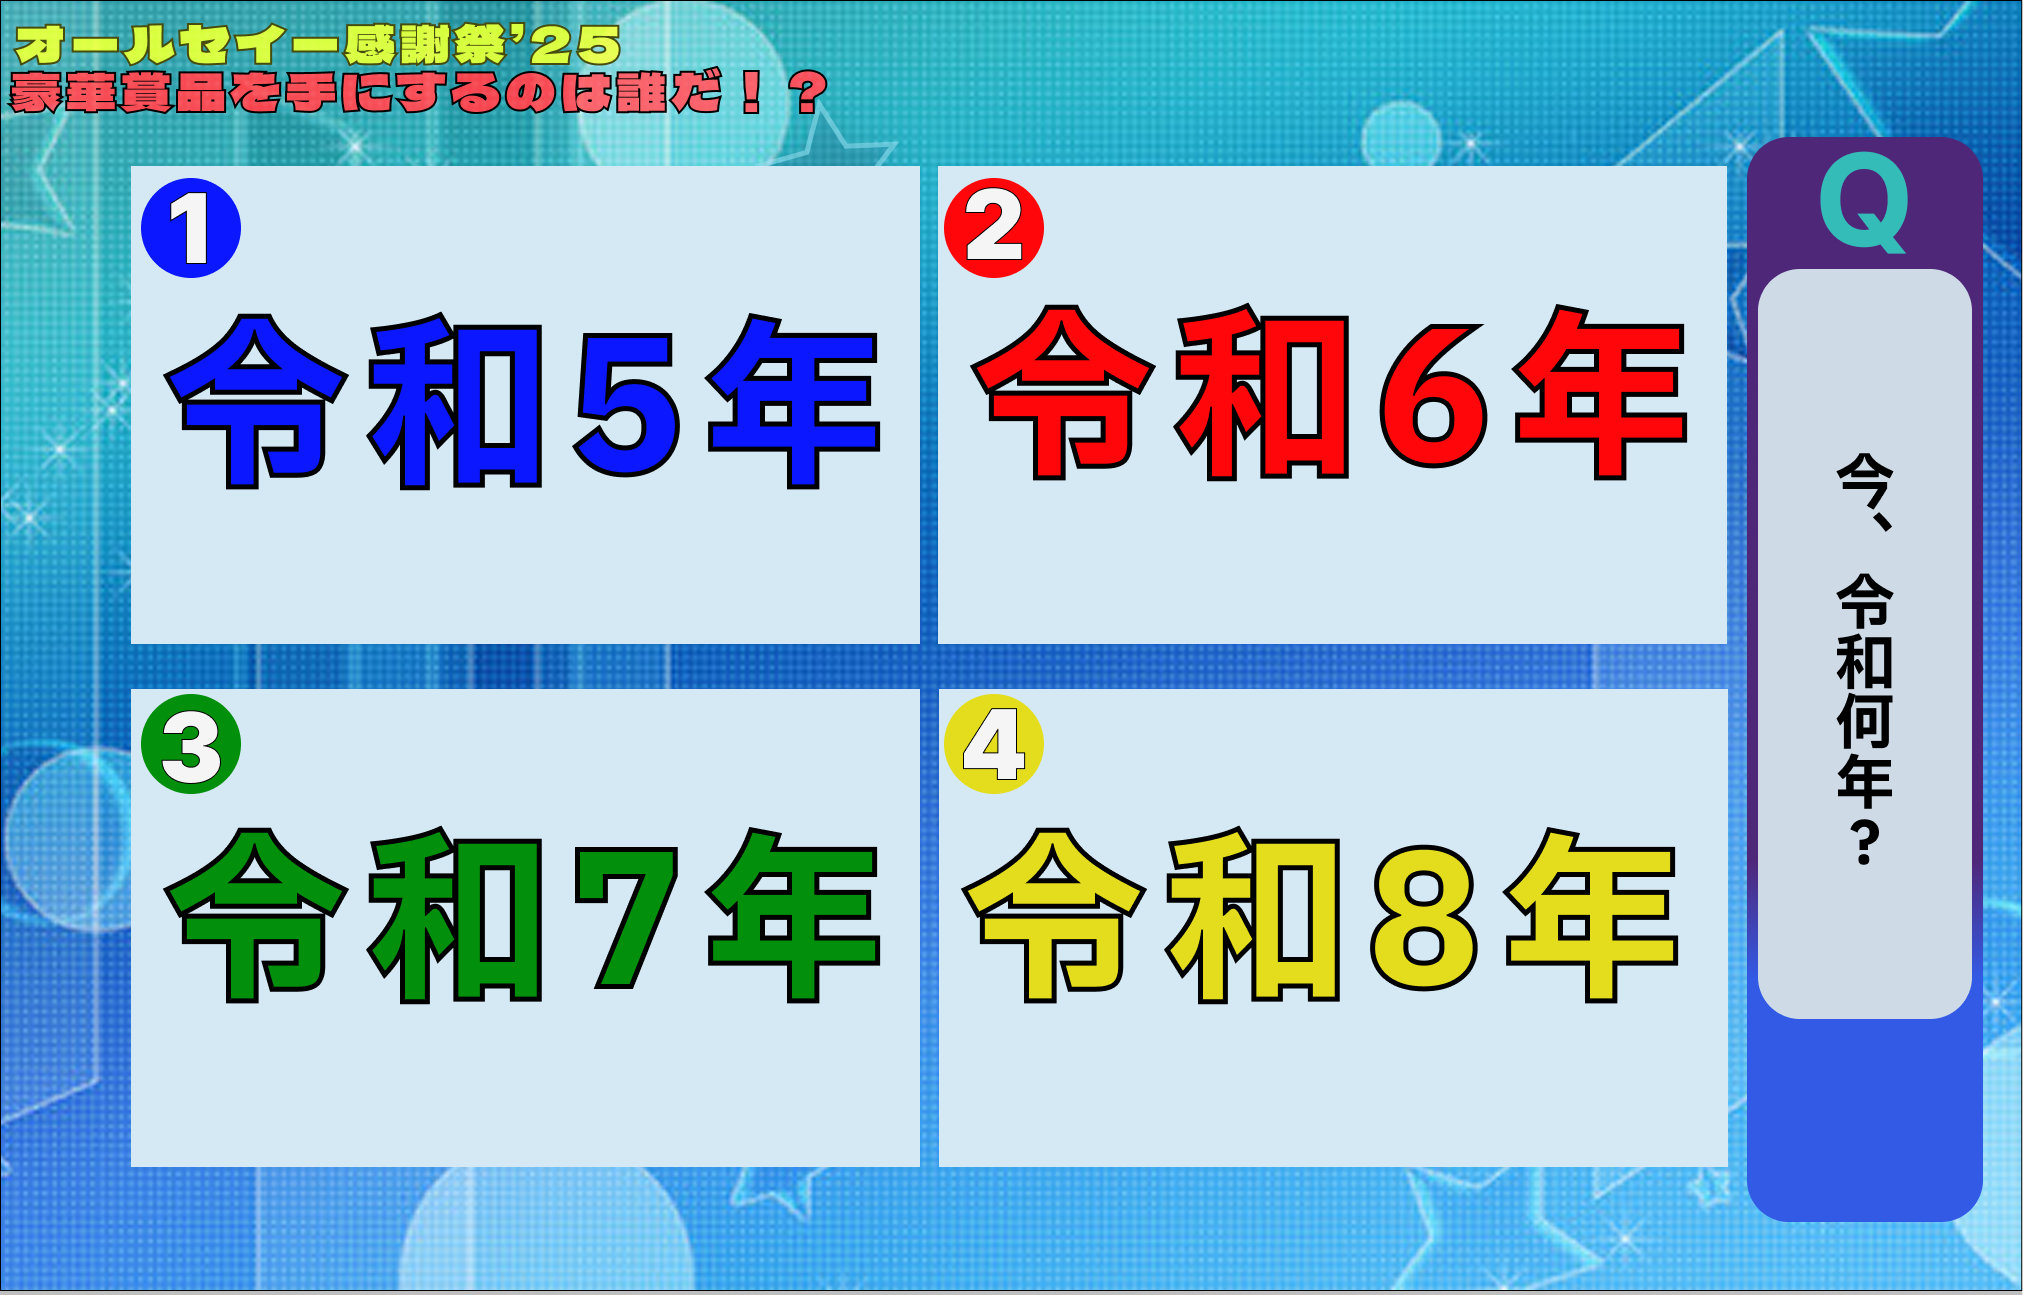 オールセイー感謝祭’25
豪華賞品を手にするのは誰だ！？
1
令和5年
2
令和6年
3
令和7年
4
令和8年
Q
今、令和何年？